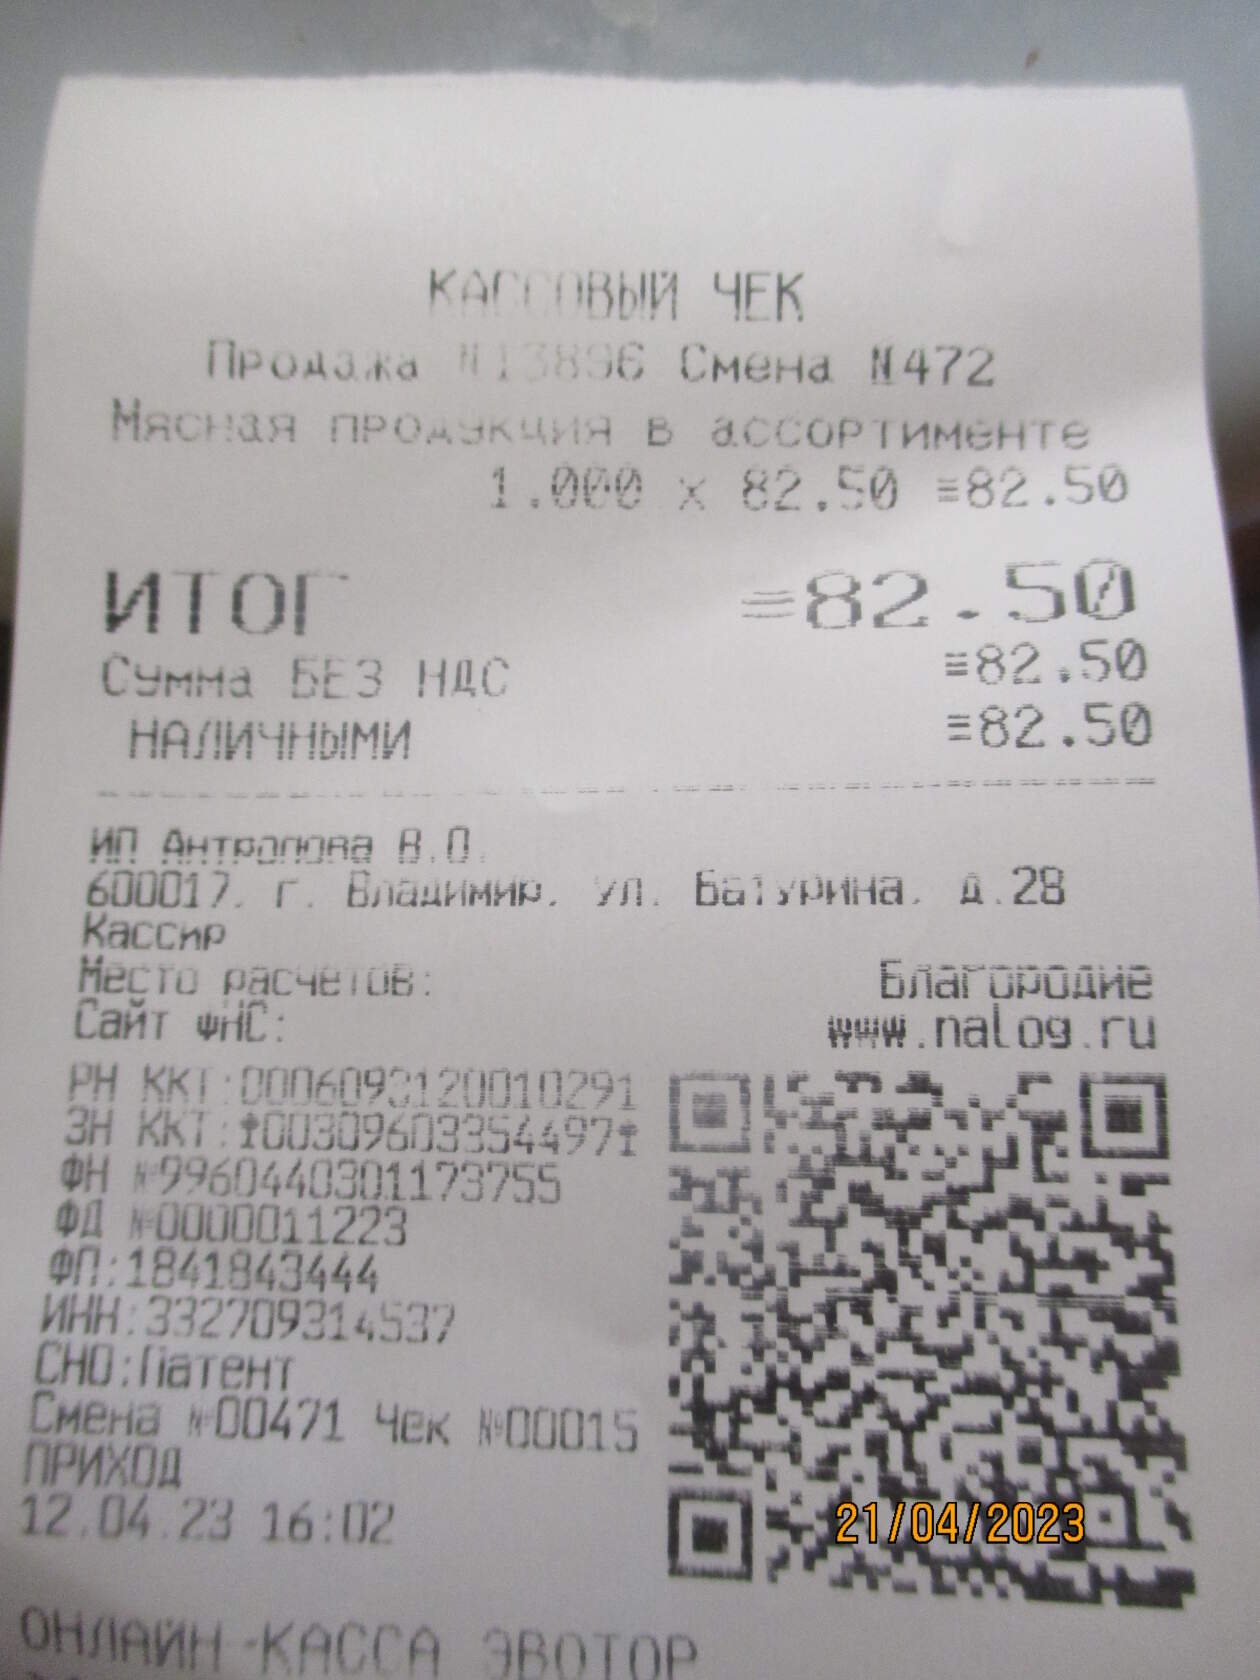 КАССОВЫЙ ЧЕК
Продажа N13896 Смена N472
Мясная продукция в ассортименте
1.000 x 82.50 ≡82.50
ИТОГ ≡82.50
Сумма БЕЗ НДС ≡82.50
НАЛИЧНЫМИ ≡82.50
ИП Антропова В.О.
600017, г. Владимир, ул. Батурина, д.28
Кассир
Место расчетов: Благородие
Сайт ФНС: www.nalog.ru
РН ККТ:0006093120010291
ЗН ККТ:↑00309603354497↑
ФН №9960440301173755
ФД №0000011223
ФП:1841843444
ИНН:332709314537
СНО:Патент
Смена №00471 Чек №00015
ПРИХОД
12.04.23 16:02
21/04/2023
ОНЛАЙН-КАССА ЭВОТОР